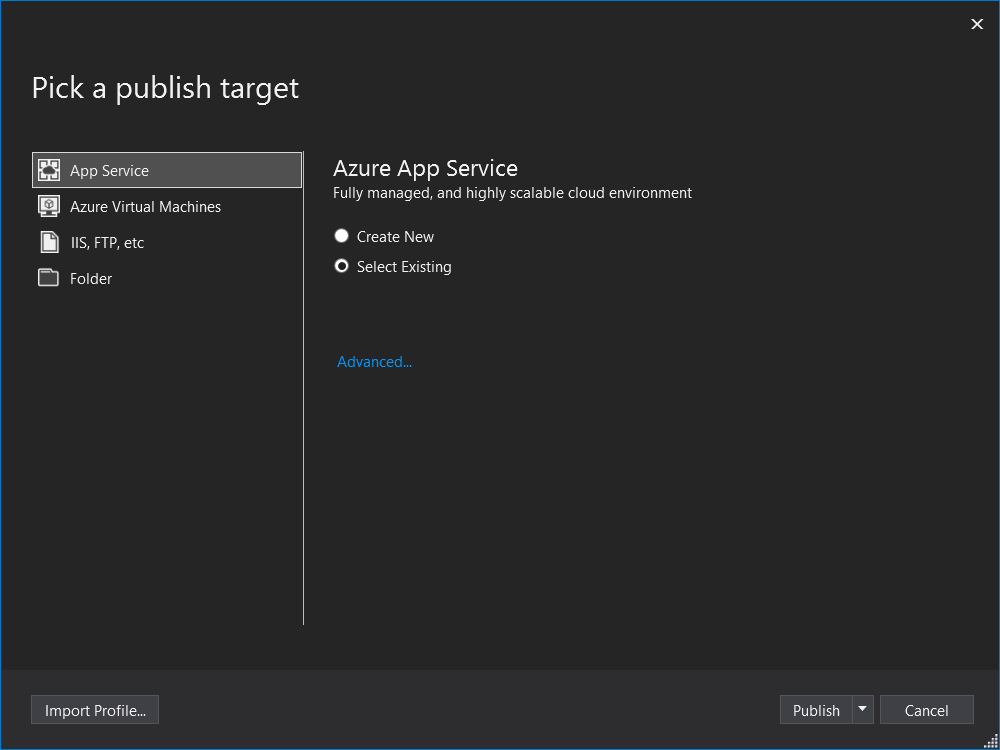 Pick a publish target
App Service
Azure Virtual Machines
IIS, FTP, etc
Folder
Azure App Service
Fully managed, and highly scalable cloud environment
Create New
Select Existing
Advanced...
Import Profile...
Publish
Cancel